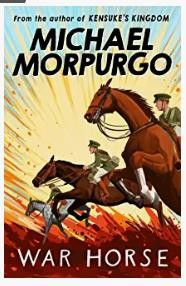 From the author of KENSUKE'S KINGDOM
MICHAEL
MORPURGO
WAR HORSE